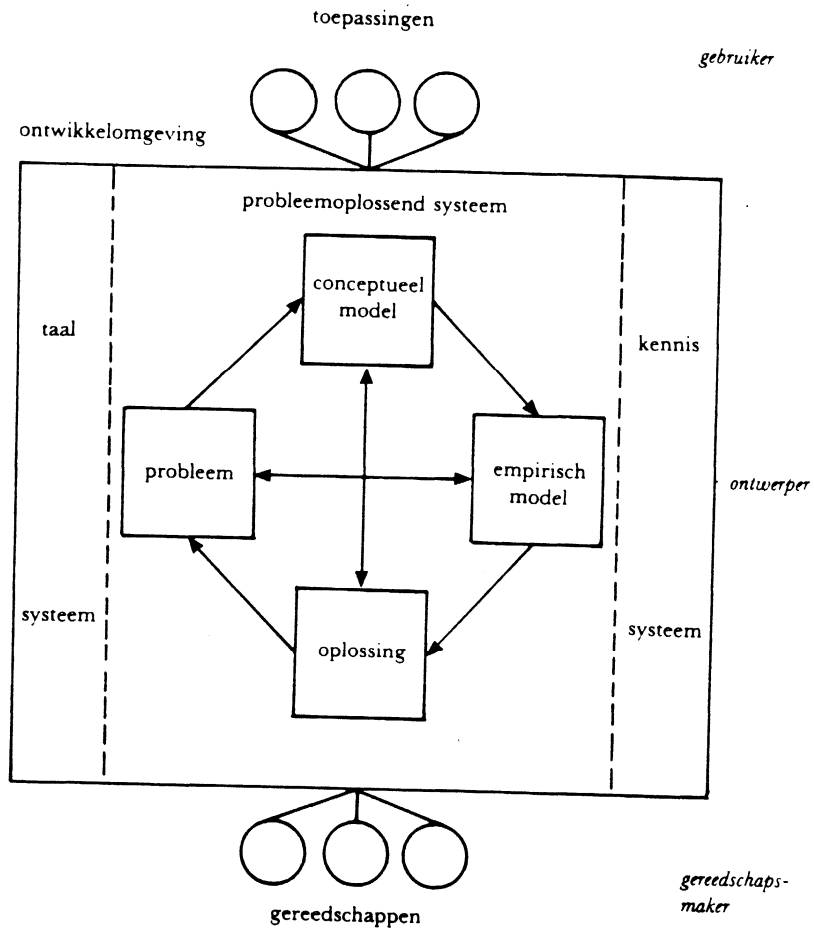 toepassingen
gebruiker
ontwikkelomgeving
probleemoplossend systeem
conceptueel
model
taal
kennis
probleem
empirisch
model
ontwerper
systeem
systeem
oplossing
gereedschaps-
maker
gereedschappen